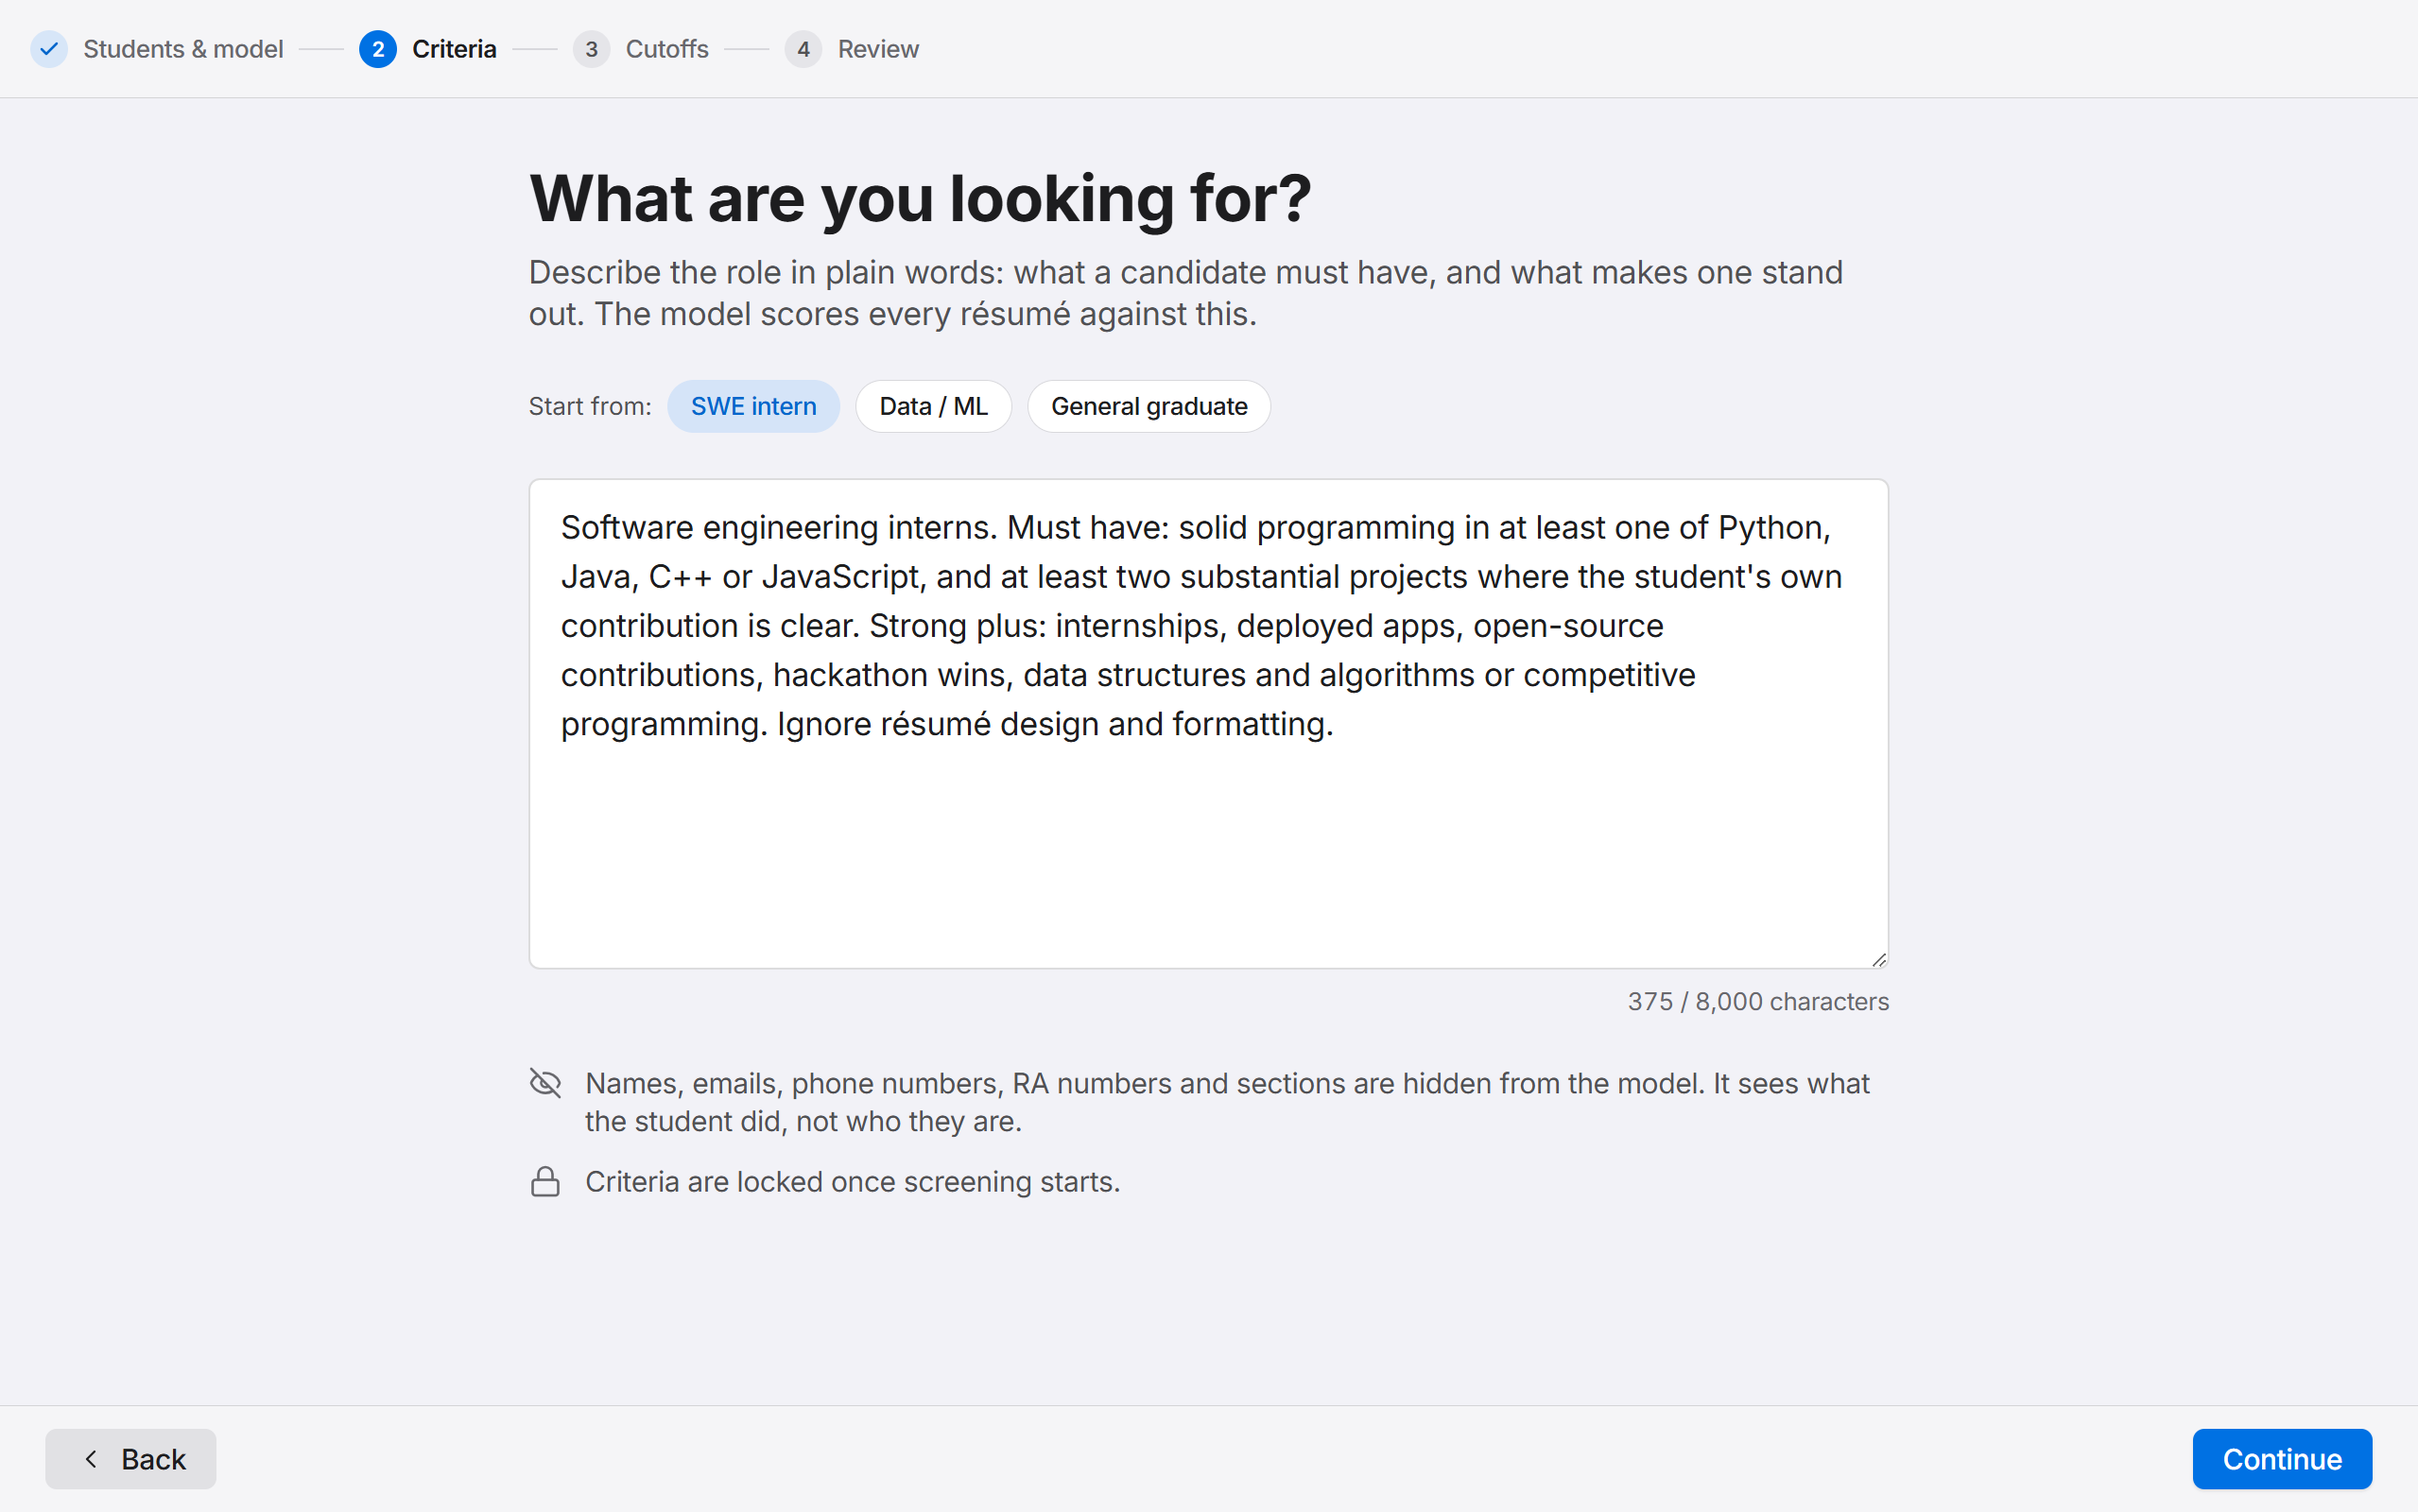 Students & model
2 Criteria
3 Cutoffs
4 Review
What are you looking for?
Describe the role in plain words: what a candidate must have, and what makes one stand
out. The model scores every résumé against this.
Start from: SWE intern Data / ML General graduate
Software engineering interns. Must have: solid programming in at least one of Python,
Java, C++ or JavaScript, and at least two substantial projects where the student's own
contribution is clear. Strong plus: internships, deployed apps, open-source
contributions, hackathon wins, data structures and algorithms or competitive
programming. Ignore résumé design and formatting.
375 / 8,000 characters
Names, emails, phone numbers, RA numbers and sections are hidden from the model. It sees what
the student did, not who they are.
Criteria are locked once screening starts.
Back
Continue